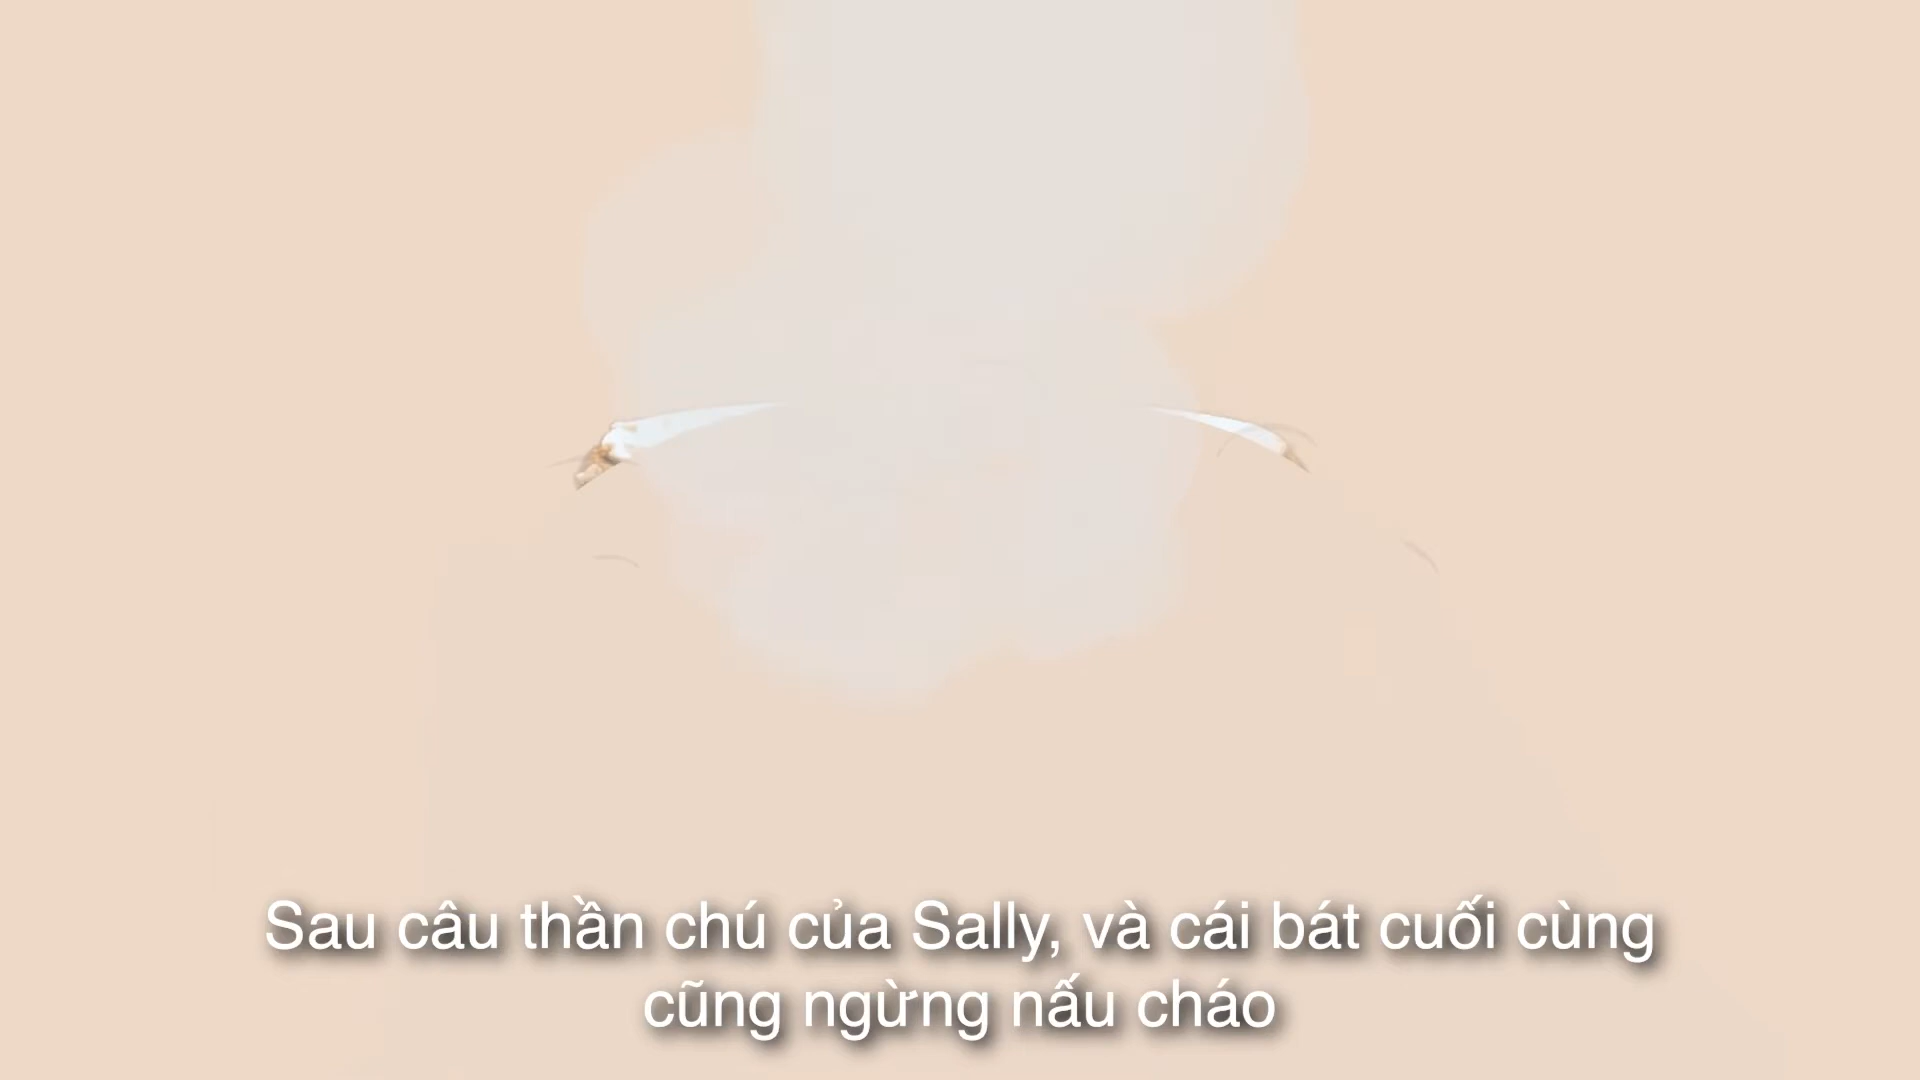 Sau câu thần chú của Sally, và cái bát cuối cùng
cũng ngừng nấu cháo